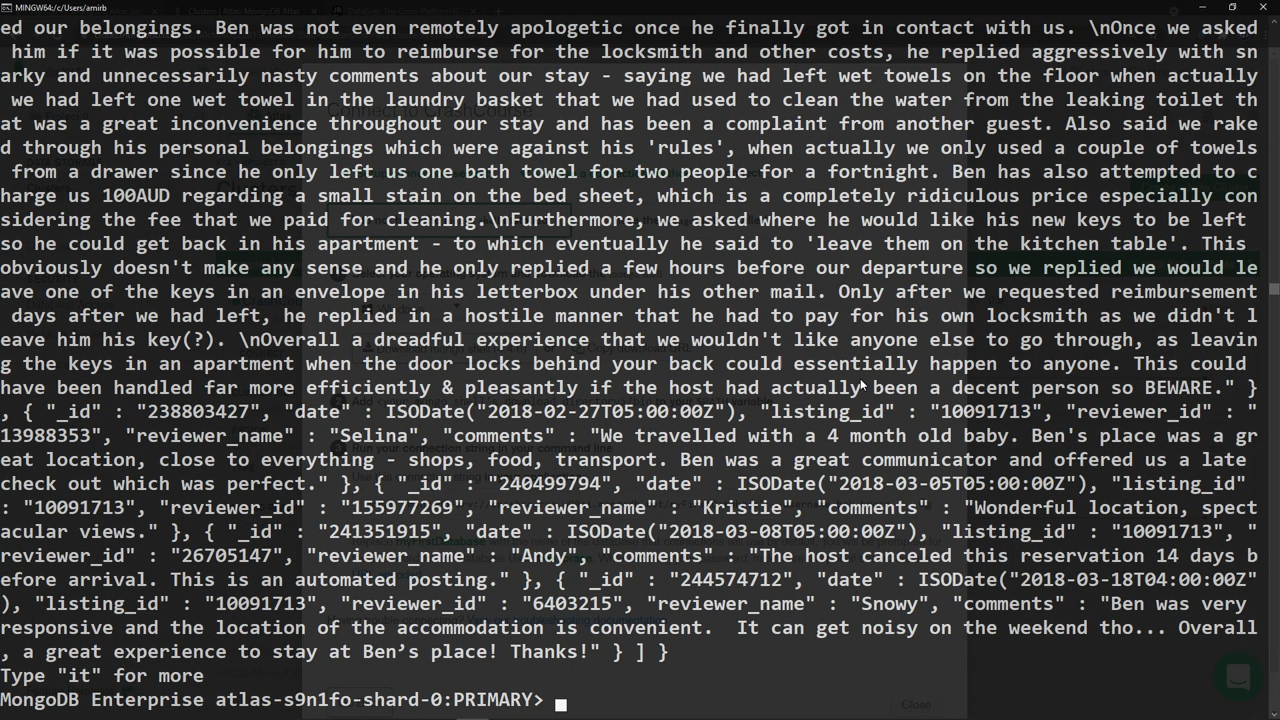 MINGW64:/c/Users/amirb
ed our belongings. Ben was not even remotely apologetic once he finally got in contact with us. \nOnce we asked
him if it was possible for him to reimburse for the locksmith and other costs, he replied aggressively with sn
arky and unnecessarily nasty comments about our stay - saying we had left wet towels on the floor when actually
we had left one wet towel in the laundry basket that we had used to clean the water from the leaking toilet th
at was a great inconvenience throughout our stay and has been a complaint from another guest. Also said we rake
d through his personal belongings which were against his 'rules', when actually we only used a couple of towels
from a drawer since he only left us one bath towel for two people for a fortnight. Ben has also attempted to c
harge us 100AUD regarding a small stain on the bed sheet, which is a completely ridiculous price especially con
sidering the fee that we paid for cleaning.\nFurthermore, we asked where he would like his new keys to be left
so he could get back in his apartment - to which eventually he said to 'leave them on the kitchen table'. This
obviously doesn't make any sense and he only replied a few hours before our departure so we replied we would le
ave one of the keys in an envelope in his letterbox under his other mail. Only after we requested reimbursement
days after we had left, he replied in a hostile manner that he had to pay for his own locksmith as we didn't l
eave him his key(?). \nOverall a dreadful experience that we wouldn't like anyone else to go through, as leavin
g the keys in an apartment when the door locks behind your back could essentially happen to anyone. This could
have been handled far more efficiently & pleasantly if the host had actually been a decent person so BEWARE." }
, { "_id" : "238803427", "date" : ISODate("2018-02-27T05:00:00Z"), "listing_id" : "10091713", "reviewer_id" : "
13988353", "reviewer_name" : "Selina", "comments" : "We travelled with a 4 month old baby. Ben's place was a gr
eat location, close to everything - shops, food, transport. Ben was a great communicator and offered us a late
check out which was perfect." }, { "_id" : "240499794", "date" : ISODate("2018-03-05T05:00:00Z"), "listing_id"
: "10091713", "reviewer_id" : "155977269", "reviewer_name" : "Kristie", "comments" : "Wonderful location, spect
acular views." }, { "_id" : "241351915", "date" : ISODate("2018-03-08T05:00:00Z"), "listing_id" : "10091713", "
reviewer_id" : "26705147", "reviewer_name" : "Andy", "comments" : "The host canceled this reservation 14 days b
efore arrival. This is an automated posting." }, { "_id" : "244574712", "date" : ISODate("2018-03-18T04:00:00Z"
), "listing_id" : "10091713", "reviewer_id" : "6403215", "reviewer_name" : "Snowy", "comments" : "Ben was very
responsive and the location of the accommodation is convenient.  It can get noisy on the weekend tho... Overall
, a great experience to stay at Ben’s place! Thanks!" } ] }
Type "it" for more
MongoDB Enterprise atlas-s9n1fo-shard-0:PRIMARY>
Close